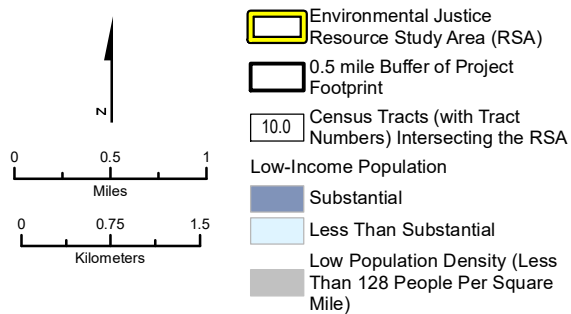 N
0 0.5 1
Miles
0 0.75 1.5
Kilometers
Environmental Justice
Resource Study Area (RSA)
0.5 mile Buffer of Project
Footprint
10.0
Census Tracts (with Tract
Numbers) Intersecting the RSA
Low-Income Population
Substantial
Less Than Substantial
Low Population Density (Less
Than 128 People Per Square
Mile)